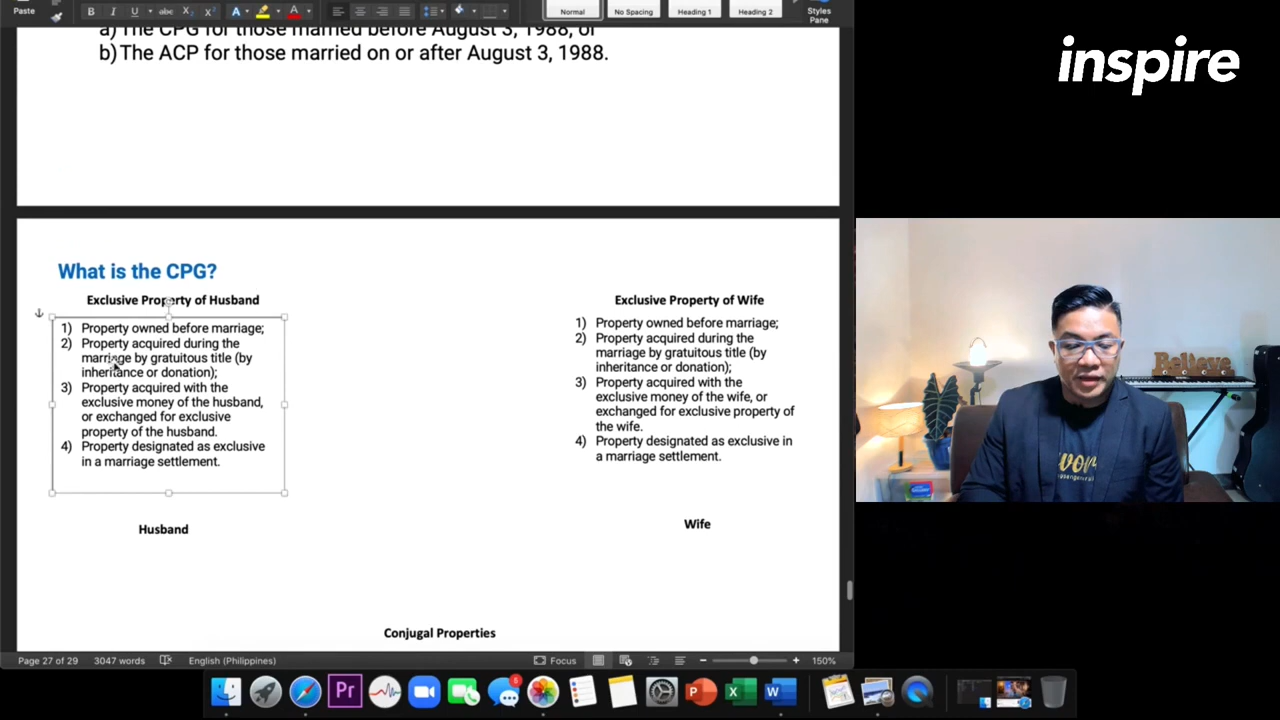 inspire
Paste
B I U abc X2 X2 A A
Normal
No Spacing
Heading 1
Heading 2
Styles
Pane
a) The CPG for those married before August 3, 1988, or
b) The ACP for those married on or after August 3, 1988.
What is the CPG?
Exclusive Property of Husband
1) Property owned before marriage;
2) Property acquired during the
marriage by gratuitous title (by
inheritance or donation);
3) Property acquired with the
exclusive money of the husband,
or exchanged for exclusive
property of the husband.
4) Property designated as exclusive
in a marriage settlement.
Husband
Exclusive Property of Wife
1) Property owned before marriage;
2) Property acquired during the
marriage by gratuitous title (by
inheritance or donation);
3) Property acquired with the
exclusive money of the wife, or
exchanged for exclusive property of
the wife.
4) Property designated as exclusive in
a marriage settlement.
Wife
Conjugal Properties
Page 27 of 29
3047 words
English (Philippines)
Focus
150%
Believe
Pr
5
P
X
W